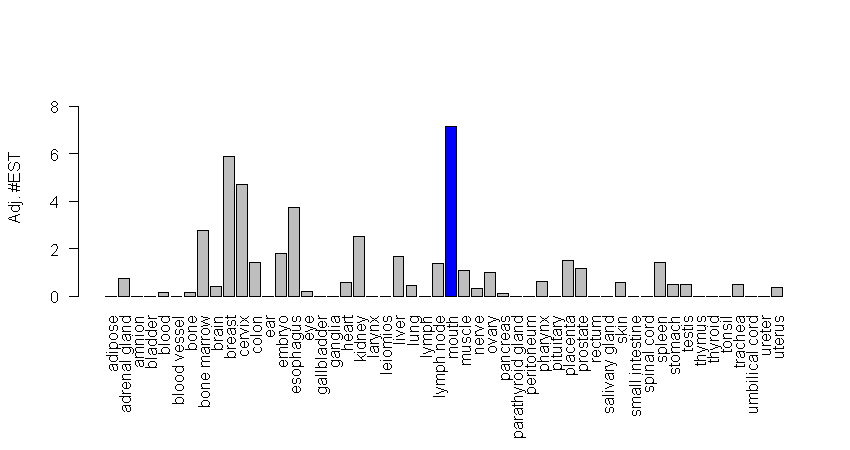 8
6
4
2
0
Adj. #EST
adipose
adrenal gland
amnion
bladder
blood
blood vessel
bone
bone marrow
brain
breast
cervix
colon
ear
embryo
esophagus
eye
gallbladder
ganglia
heart
kidney
larynx
leiomios
liver
lung
lymph
lymph node
mouth
muscle
nerve
ovary
pancreas
parathyroid gland
peritoneum
pharynx
pituitary
placenta
prostate
rectum
salivary gland
skin
small intestine
spinal cord
spleen
stomach
testis
thymus
thyroid
tonsil
trachea
umbilical cord
ureter
uterus